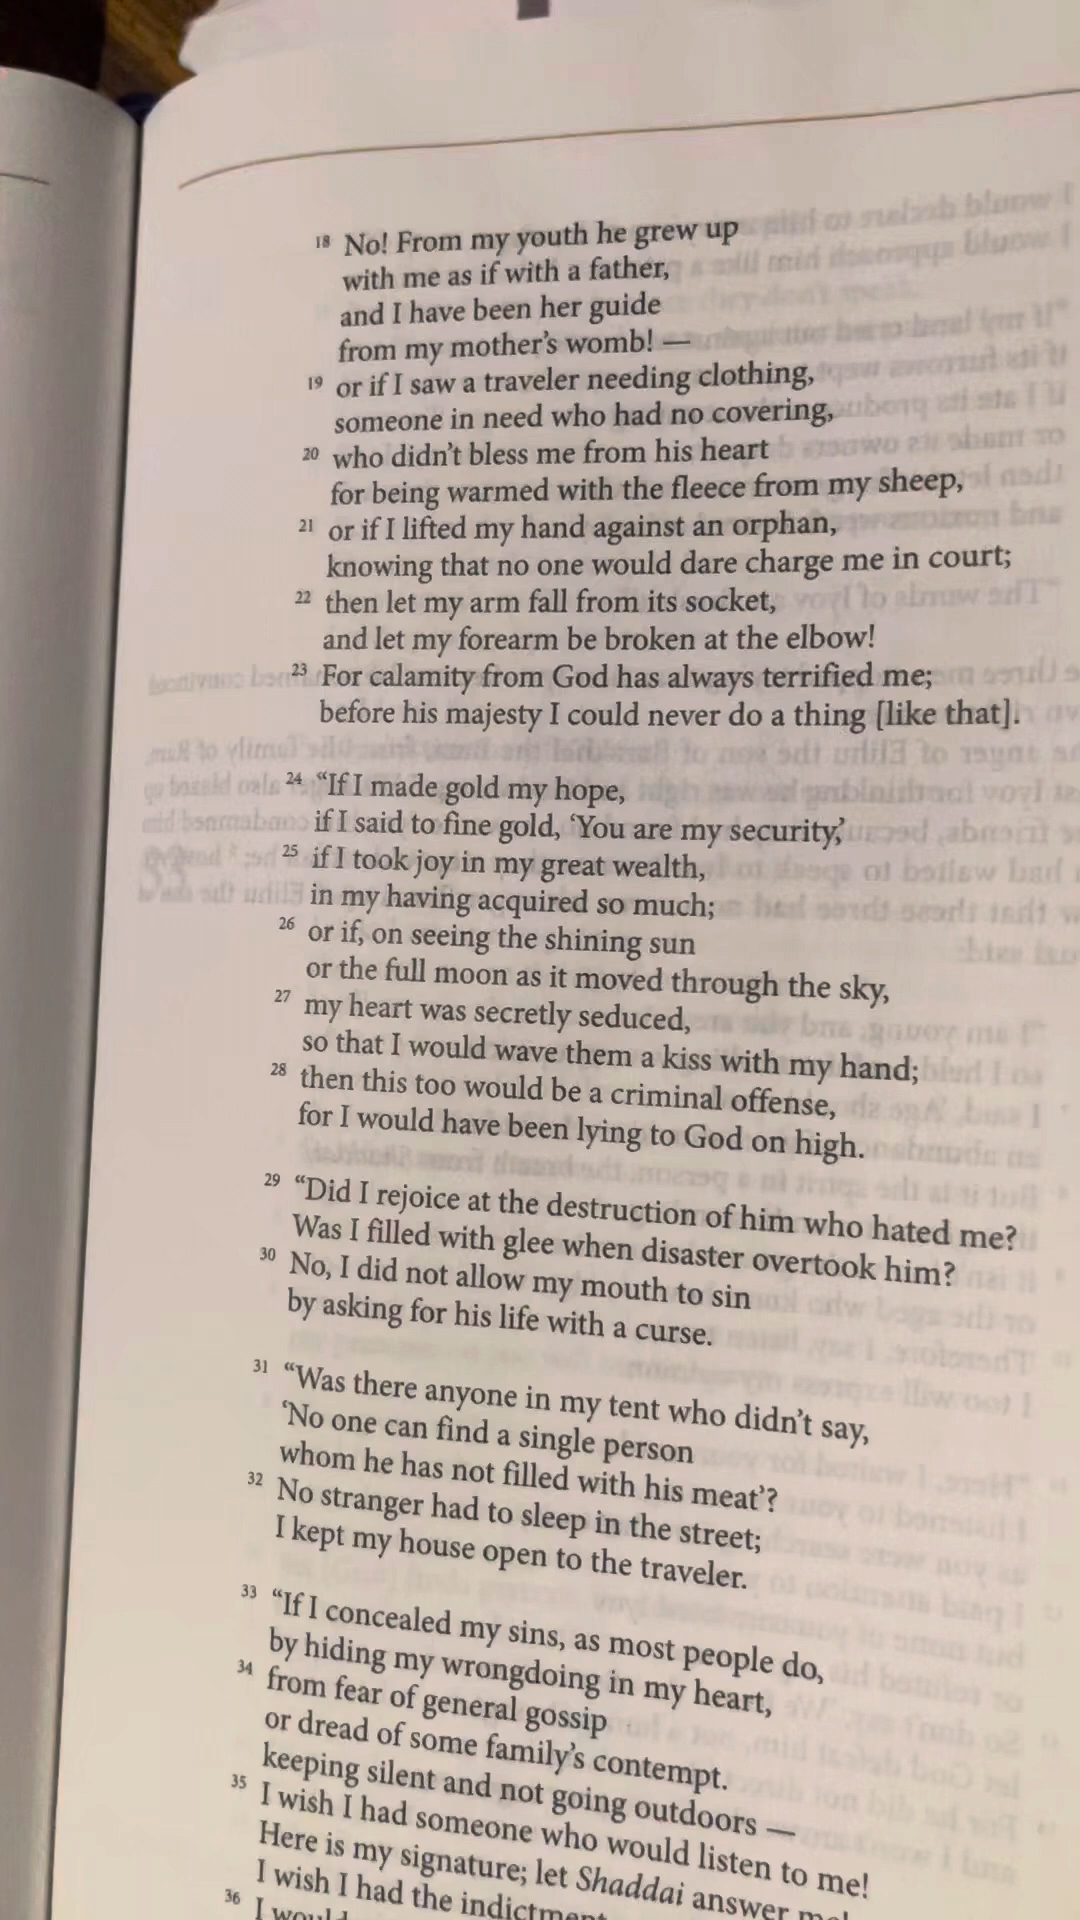 18 No! From my youth he grew up
with me as if with a father,
and I have been her guide
from my mother's womb! —
19 or if I saw a traveler needing clothing,
someone in need who had no covering,
20 who didn't bless me from his heart
for being warmed with the fleece from my sheep,
21 or if I lifted my hand against an orphan,
knowing that no one would dare charge me in court;
22 then let my arm fall from its socket,
and let my forearm be broken at the elbow!
23 For calamity from God has always terrified me;
before his majesty I could never do a thing [like that].
24 “If I made gold my hope,
if I said to fine gold, ‘You are my security,’
25 if I took joy in my great wealth,
in my having acquired so much;
26 or if, on seeing the shining sun
or the full moon as it moved through the sky,
27 my heart was secretly seduced,
so that I would wave them a kiss with my hand;
28 then this too would be a criminal offense,
for I would have been lying to God on high.
29 “Did I rejoice at the destruction of him who hated me?
Was I filled with glee when disaster overtook him?
30 No, I did not allow my mouth to sin
by asking for his life with a curse.
31 “Was there anyone in my tent who didn't say,
‘No one can find a single person
whom he has not filled with his meat’?
32 No stranger had to sleep in the street;
I kept my house open to the traveler.
33 “If I concealed my sins, as most people do,
by hiding my wrongdoing in my heart,
34 from fear of general gossip
or dread of some family's contempt.
keeping silent and not going outdoors —
35 I wish I had someone who would listen to me!
Here is my signature; let Shaddai answer me!
I wish I had the indictment
36 I would